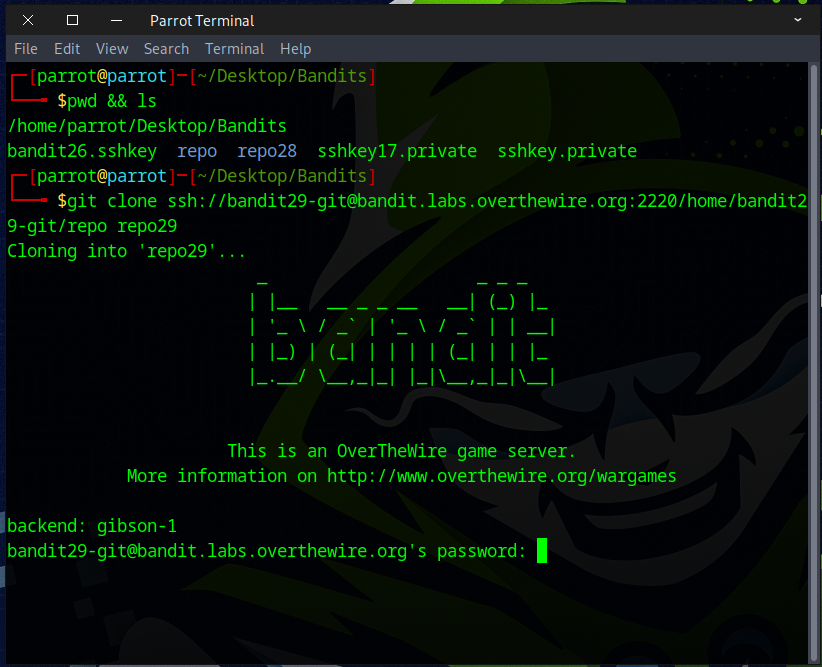 Parrot Terminal
File Edit View Search Terminal Help
┌─[parrot@parrot]─[~/Desktop/Bandits]
└──╼ $pwd && ls
/home/parrot/Desktop/Bandits
bandit26.sshkey  repo  repo28  sshkey17.private  sshkey.private
┌─[parrot@parrot]─[~/Desktop/Bandits]
└──╼ $git clone ssh://bandit29-git@bandit.labs.overthewire.org:2220/home/bandit2
9-git/repo repo29
Cloning into 'repo29'...
                         _                     _ _ _
                        | |__   __ _ _ __   __| (_) |_
                        | '_ \ / _` | '_ \ / _` | | __|
                        | |_) | (_| | | | | (_| | | |_
                        |_.__/ \__,_|_| |_|\__,_|_|\__|
This is an OverTheWire game server.
More information on http://www.overthewire.org/wargames
backend: gibson-1
bandit29-git@bandit.labs.overthewire.org's password: